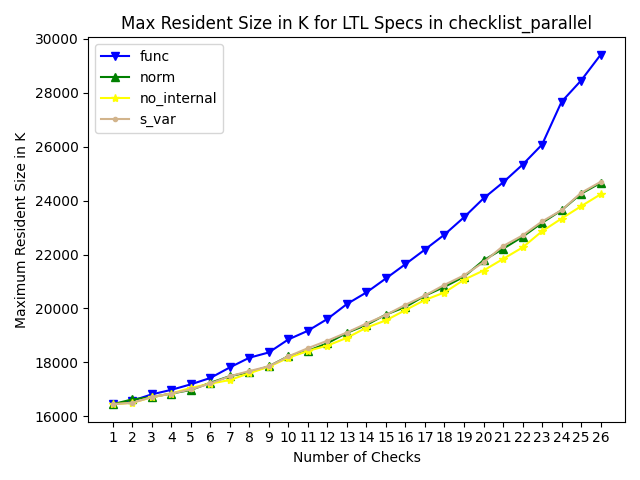 Max Resident Size in K for LTL Specs in checklist_parallel
30000
28000
26000
24000
22000
20000
18000
16000
Maximum Resident Size in K
func
norm
no_internal
s_var
1 2 3 4 5 6 7 8 9 10 11 12 13 14 15 16 17 18 19 20 21 22 23 24 25 26
Number of Checks